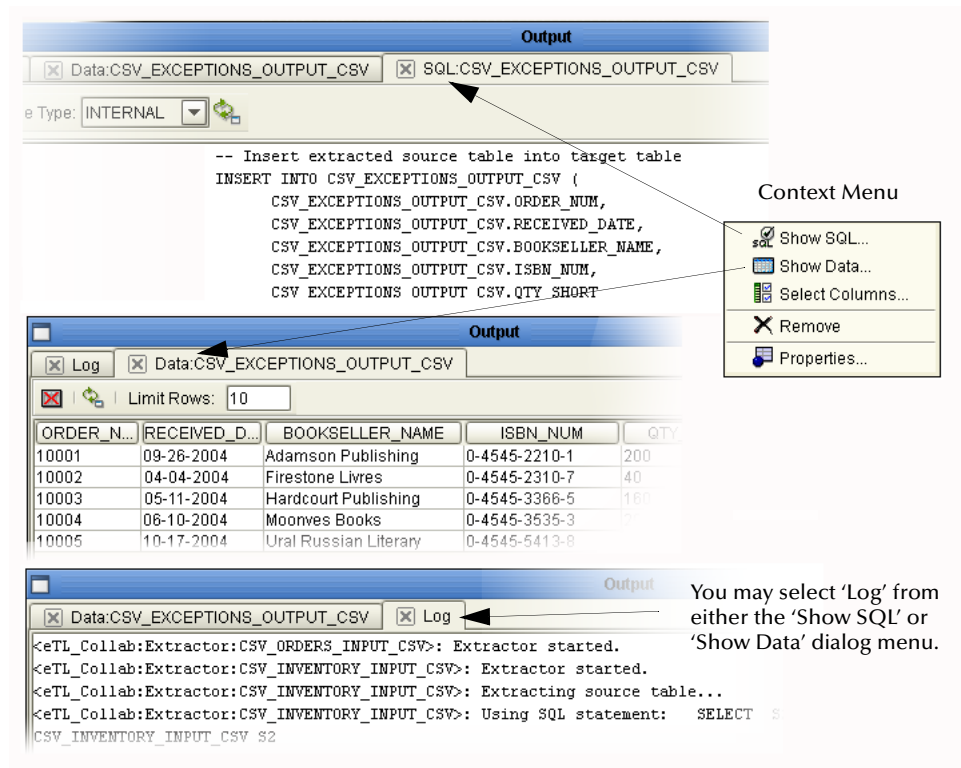 Output
Data:CSV_EXCEPTIONS_OUTPUT_CSV SQL:CSV_EXCEPTIONS_OUTPUT_CSV
e Type: INTERNAL
-- Insert extracted source table into target table
INSERT INTO CSV_EXCEPTIONS_OUTPUT_CSV (
CSV_EXCEPTIONS_OUTPUT_CSV.ORDER_NUM,
CSV_EXCEPTIONS_OUTPUT_CSV.RECEIVED_DATE,
CSV_EXCEPTIONS_OUTPUT_CSV.BOOKSELLER_NAME,
CSV_EXCEPTIONS_OUTPUT_CSV.ISBN_NUM,
CSV_EXCEPTIONS_OUTPUT_CSV.QTY_SHORT
Context Menu
SQL Show SQL...
Show Data...
Select Columns...
Remove
Properties...
Output
Log Data:CSV_EXCEPTIONS_OUTPUT_CSV
Limit Rows: 10
ORDER_N... RECEIVED_D... BOOKSELLER_NAME ISBN_NUM QTY
10001 09-26-2004 Adamson Publishing 0-4545-2210-1 200
10002 04-04-2004 Firestone Livres 0-4545-2310-7 40
10003 05-11-2004 Hardcourt Publishing 0-4545-3366-5 160
10004 06-10-2004 Moonves Books 0-4545-3535-3
10005 10-17-2004 Ural Russian Literary 0-4545-5413-8
Output
Data:CSV_EXCEPTIONS_OUTPUT_CSV Log
<eTL_Collab:Extractor:CSV_ORDERS_INPUT_CSV>: Extractor started.
<eTL_Collab:Extractor:CSV_INVENTORY_INPUT_CSV>: Extractor started.
<eTL_Collab:Extractor:CSV_INVENTORY_INPUT_CSV>: Extracting source table...
<eTL_Collab:Extractor:CSV_INVENTORY_INPUT_CSV>: Using SQL statement: SELECT S
CSV_INVENTORY_INPUT_CSV S2
You may select ‘Log’ from
either the ‘Show SQL’ or
‘Show Data’ dialog menu.